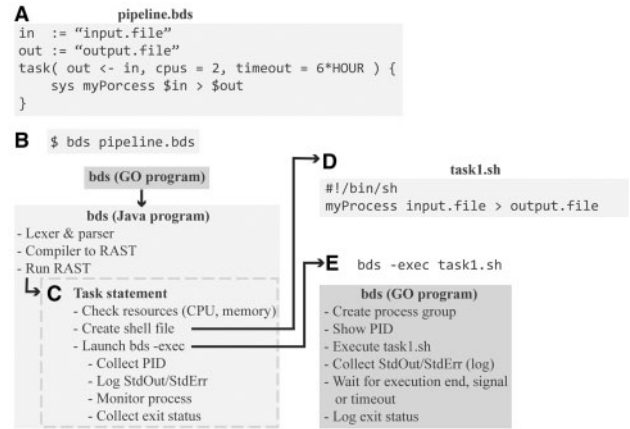 A
pipeline.bds
in := “input.file”
out := “output.file”
task( out <- in, cpus = 2, timeout = 6*HOUR ) {
sys myPorcess $in > $out
}
B
$ bds pipeline.bds
bds (GO program)
bds (Java program)
- Lexer & parser
- Compiler to RAST
- Run RAST
C Task statement
- Check resources (CPU, memory)
- Create shell file
- Launch bds -exec
- Collect PID
- Log StdOut/StdErr
- Monitor process
- Collect exit status
D
task1.sh
#!/bin/sh
myProcess input.file > output.file
E
bds -exec task1.sh
bds (GO program)
- Create process group
- Show PID
- Execute task1.sh
- Collect StdOut/StdErr (log)
- Wait for execution end, signal
or timeout
- Log exit status